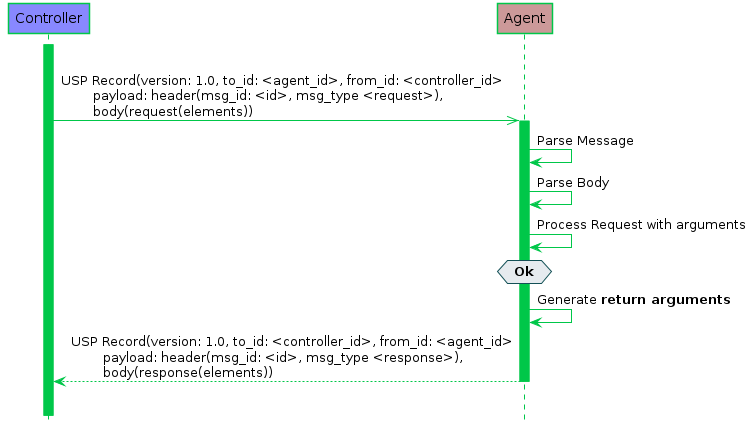 Controller
Agent
USP Record(version: 1.0, to_id: <agent_id>, from_id: <controller_id>
payload: header(msg_id: <id>, msg_type <request>),
body(request(elements))
Parse Message
Parse Body
Process Request with arguments
Ok
Generate return arguments
USP Record(version: 1.0, to_id: <controller_id>, from_id: <agent_id>
payload: header(msg_id: <id>, msg_type <response>),
body(response(elements))